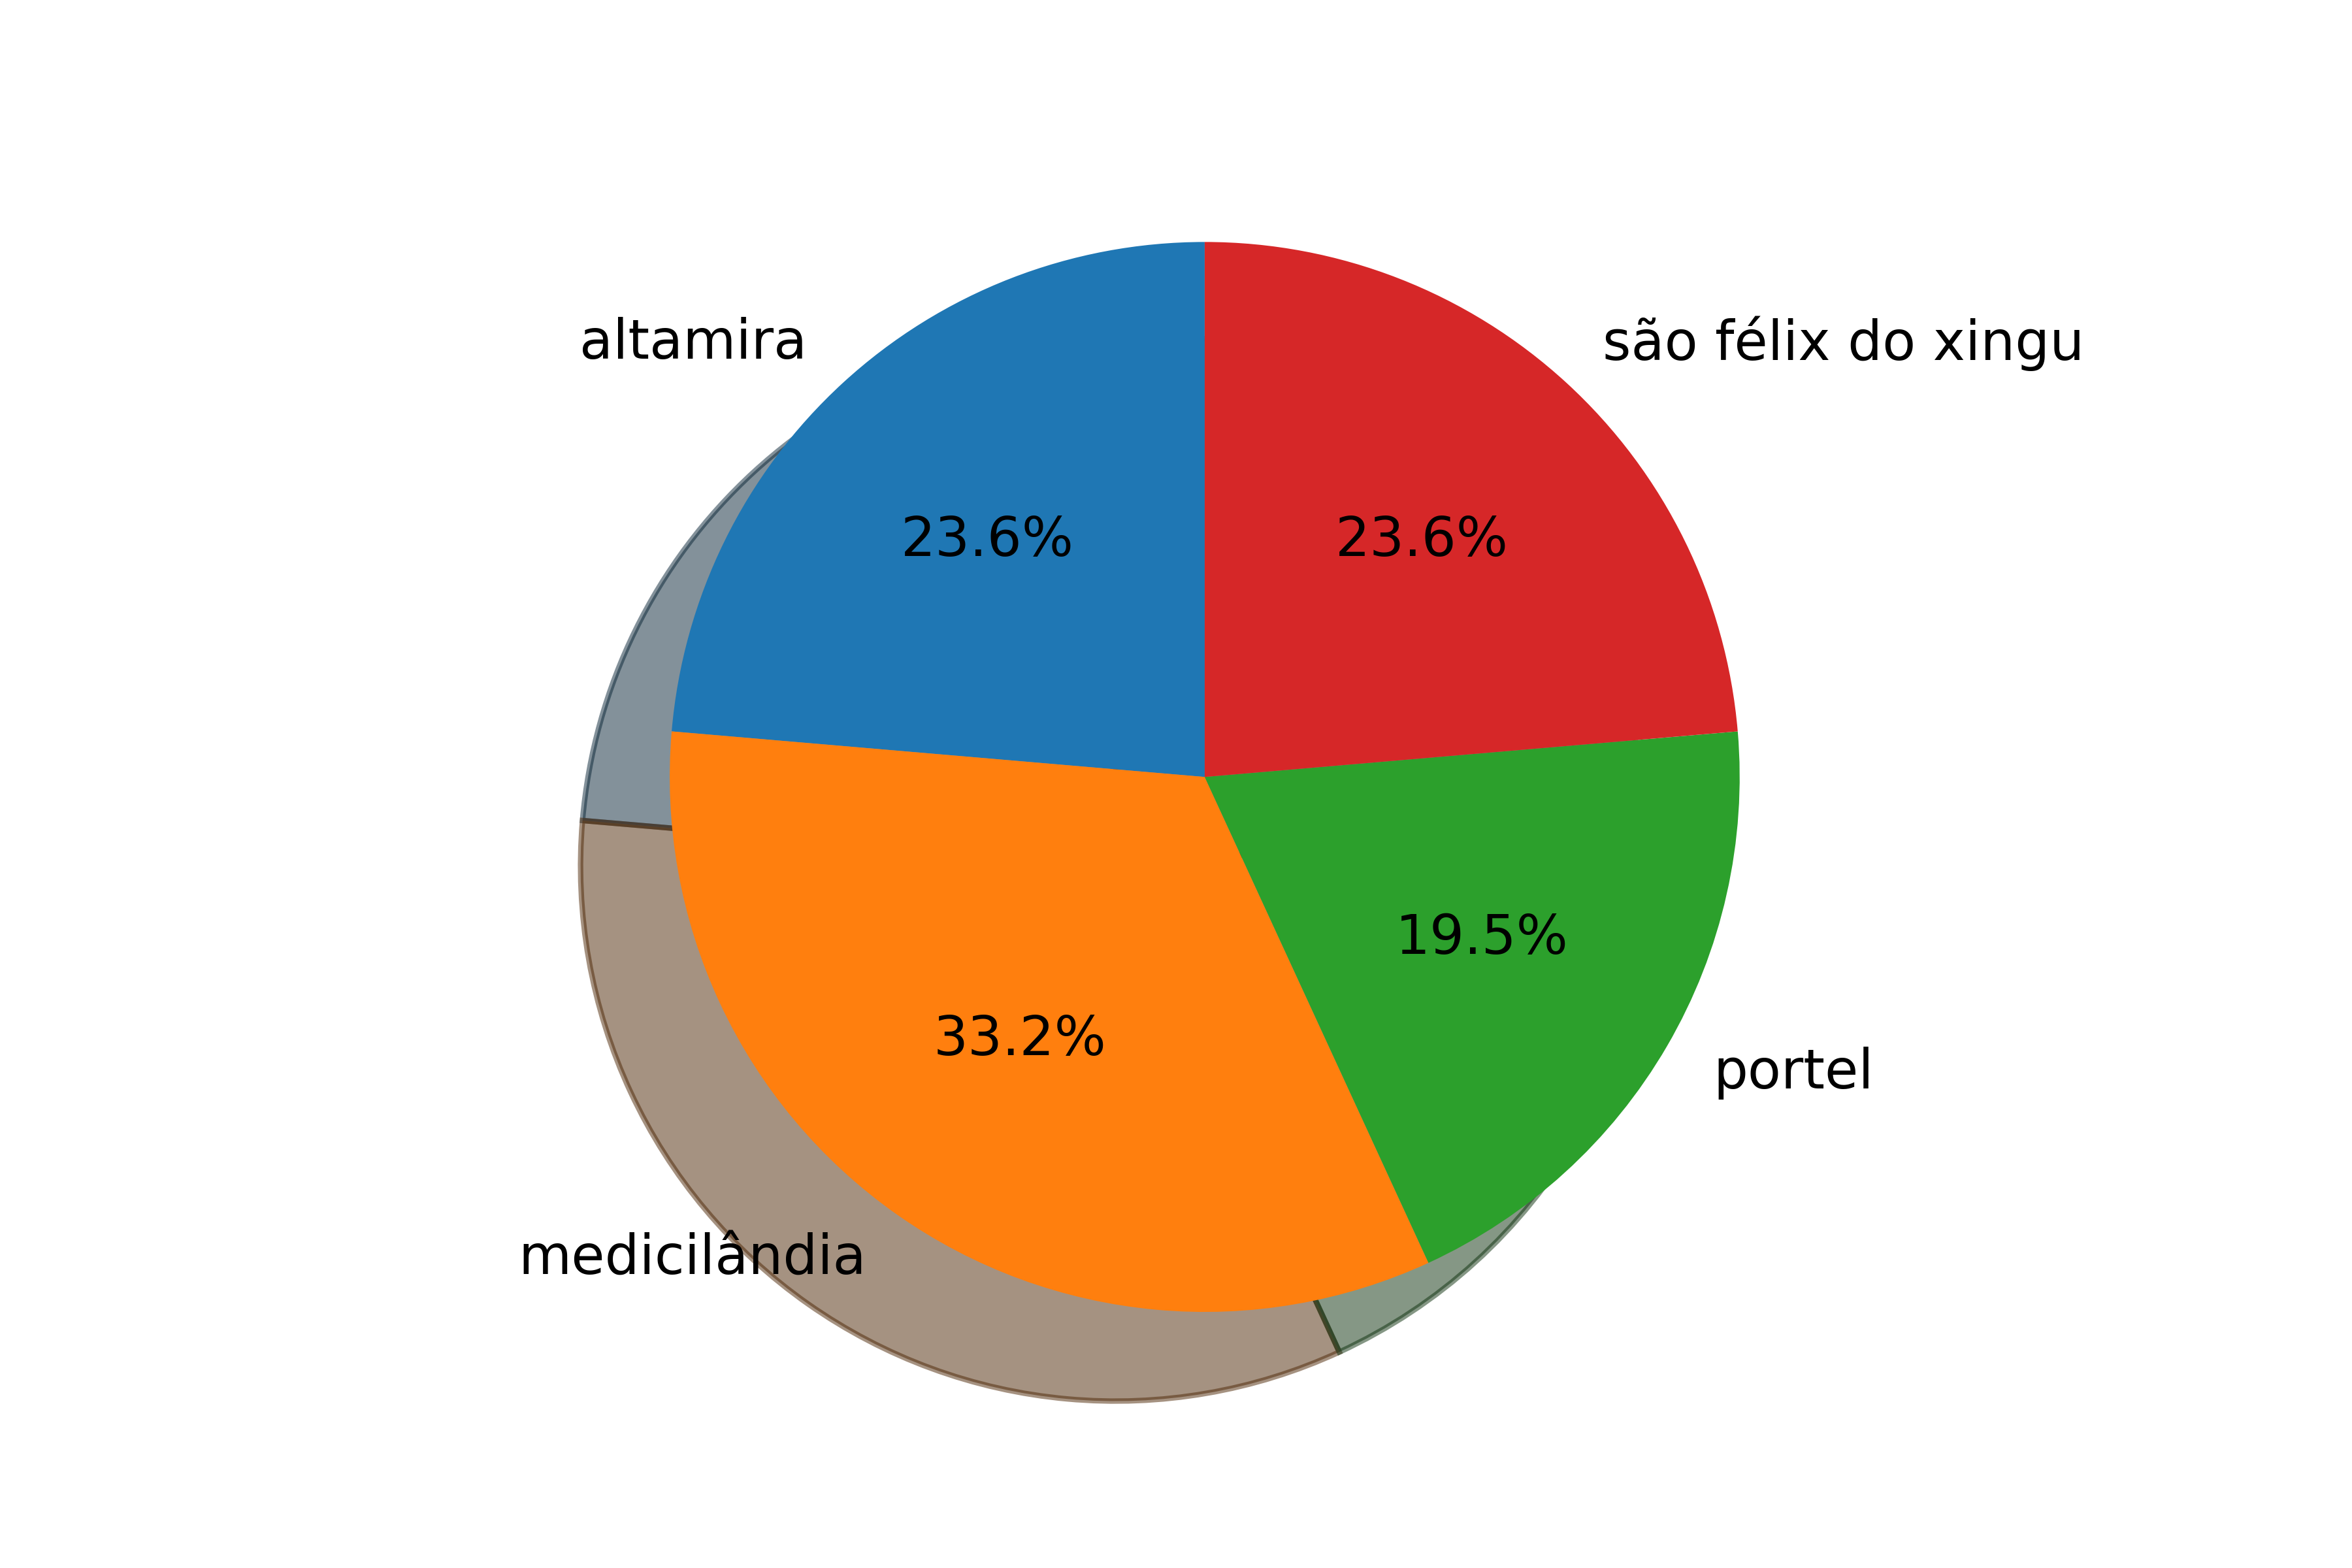 altamira
são félix do xingu
23.6%
23.6%
19.5%
33.2%
portel
medicilândia